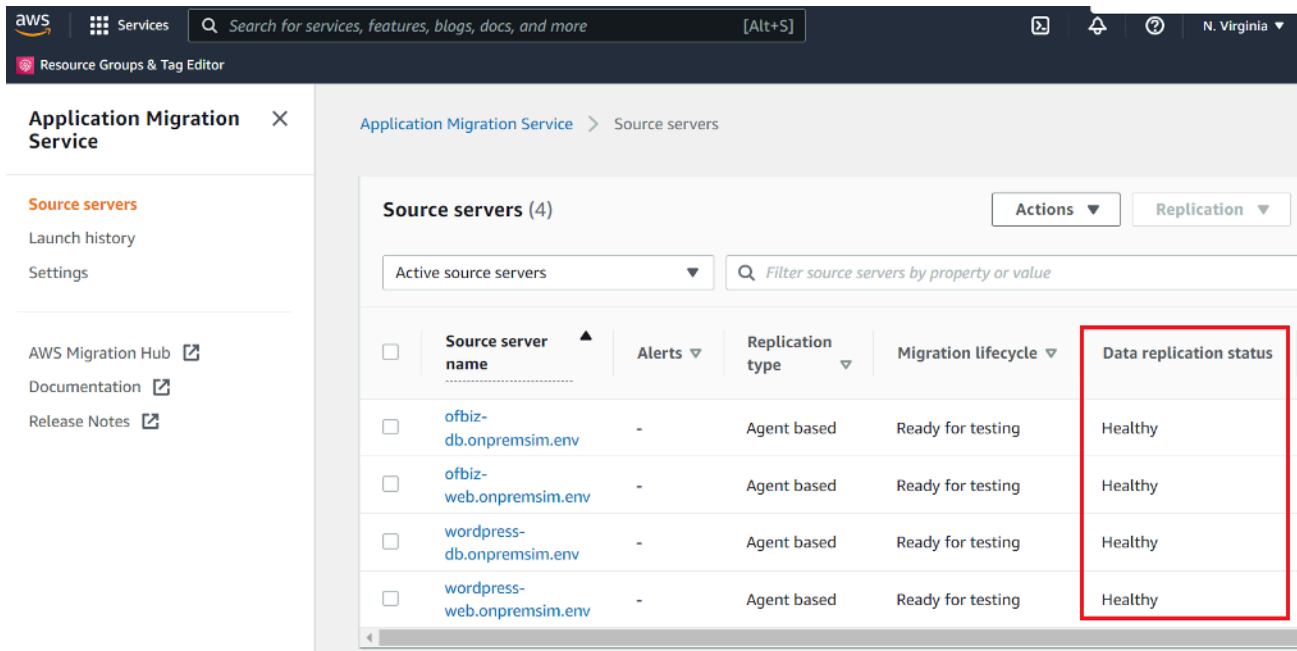 aws Services Search for services, features, blogs, docs, and more [Alt+S] N. Virginia
Resource Groups & Tag Editor
Application Migration
Service
Source servers
Launch history
Settings
AWS Migration Hub
Documentation
Release Notes
Application Migration Service > Source servers
Source servers (4) Actions Replication
Active source servers Filter source servers by property or value
Source server
name
Alerts
Replication
type
Migration lifecycle
Data replication status
ofbiz-
db.onpremsim.env
- Agent based Ready for testing Healthy
ofbiz-
web.onpremsim.env
- Agent based Ready for testing Healthy
wordpress-
db.onpremsim.env
- Agent based Ready for testing Healthy
wordpress-
web.onpremsim.env
- Agent based Ready for testing Healthy